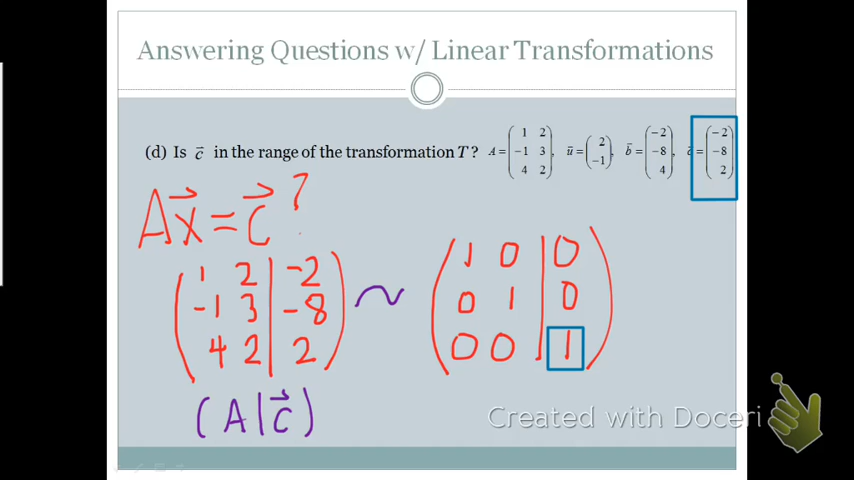 Answering Questions w/ Linear Transformations
(d) Is c⃗ in the range of the transformation T? A = (1 2; -1 3; 4 2), u⃗ = (2; -1), b⃗ = (-2; -8; 4), c⃗ = (-2; -8; 2)
Ax⃗ = c⃗ ?
(1 2 | -2) ~ (1 0 | 0)
(-1 3 | -8) (0 1 | 0)
(4 2 | 2) (0 0 | 1)
(A | c⃗)
Created with Doceri